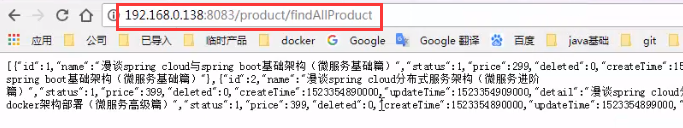 192.168.0.138:8083/product/findAllProduct
应用 公司 已导入 临时产品 docker Google Google 翻译 百度 java基础 git
[{"id":1,"name":"漫谈spring cloud与spring boot基础架构（微服务基础篇）","status":1,"price":299,"deleted":0,"createTime":15
spring boot基础架构（微服务基础篇）"},{"id":2,"name":"漫谈spring cloud分布式服务架构（微服务进阶
篇）","status":1,"price":399,"deleted":0,"createTime":1523354890000,"updateTime":1523354909000,"detail":"漫谈spring cloud分
docker架构部署（微服务高级篇）","status":1,"price":399,"deleted":0,"createTime":1523354890000,"updateTime":1523354899000,"